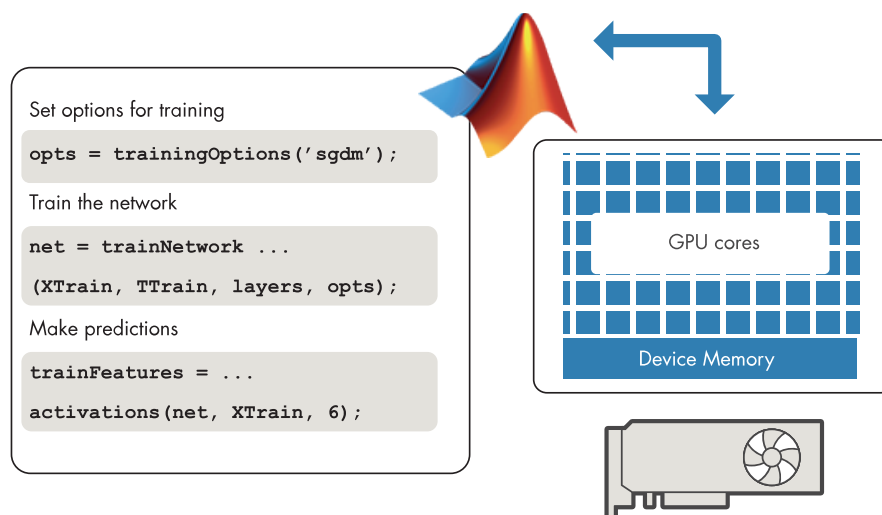 Set options for training
opts = trainingOptions(’sgdm’);
Train the network
net = trainNetwork ...
(XTrain, TTrain, layers, opts);
Make predictions
trainFeatures = ...
activations(net, XTrain, 6);
GPU cores
Device Memory